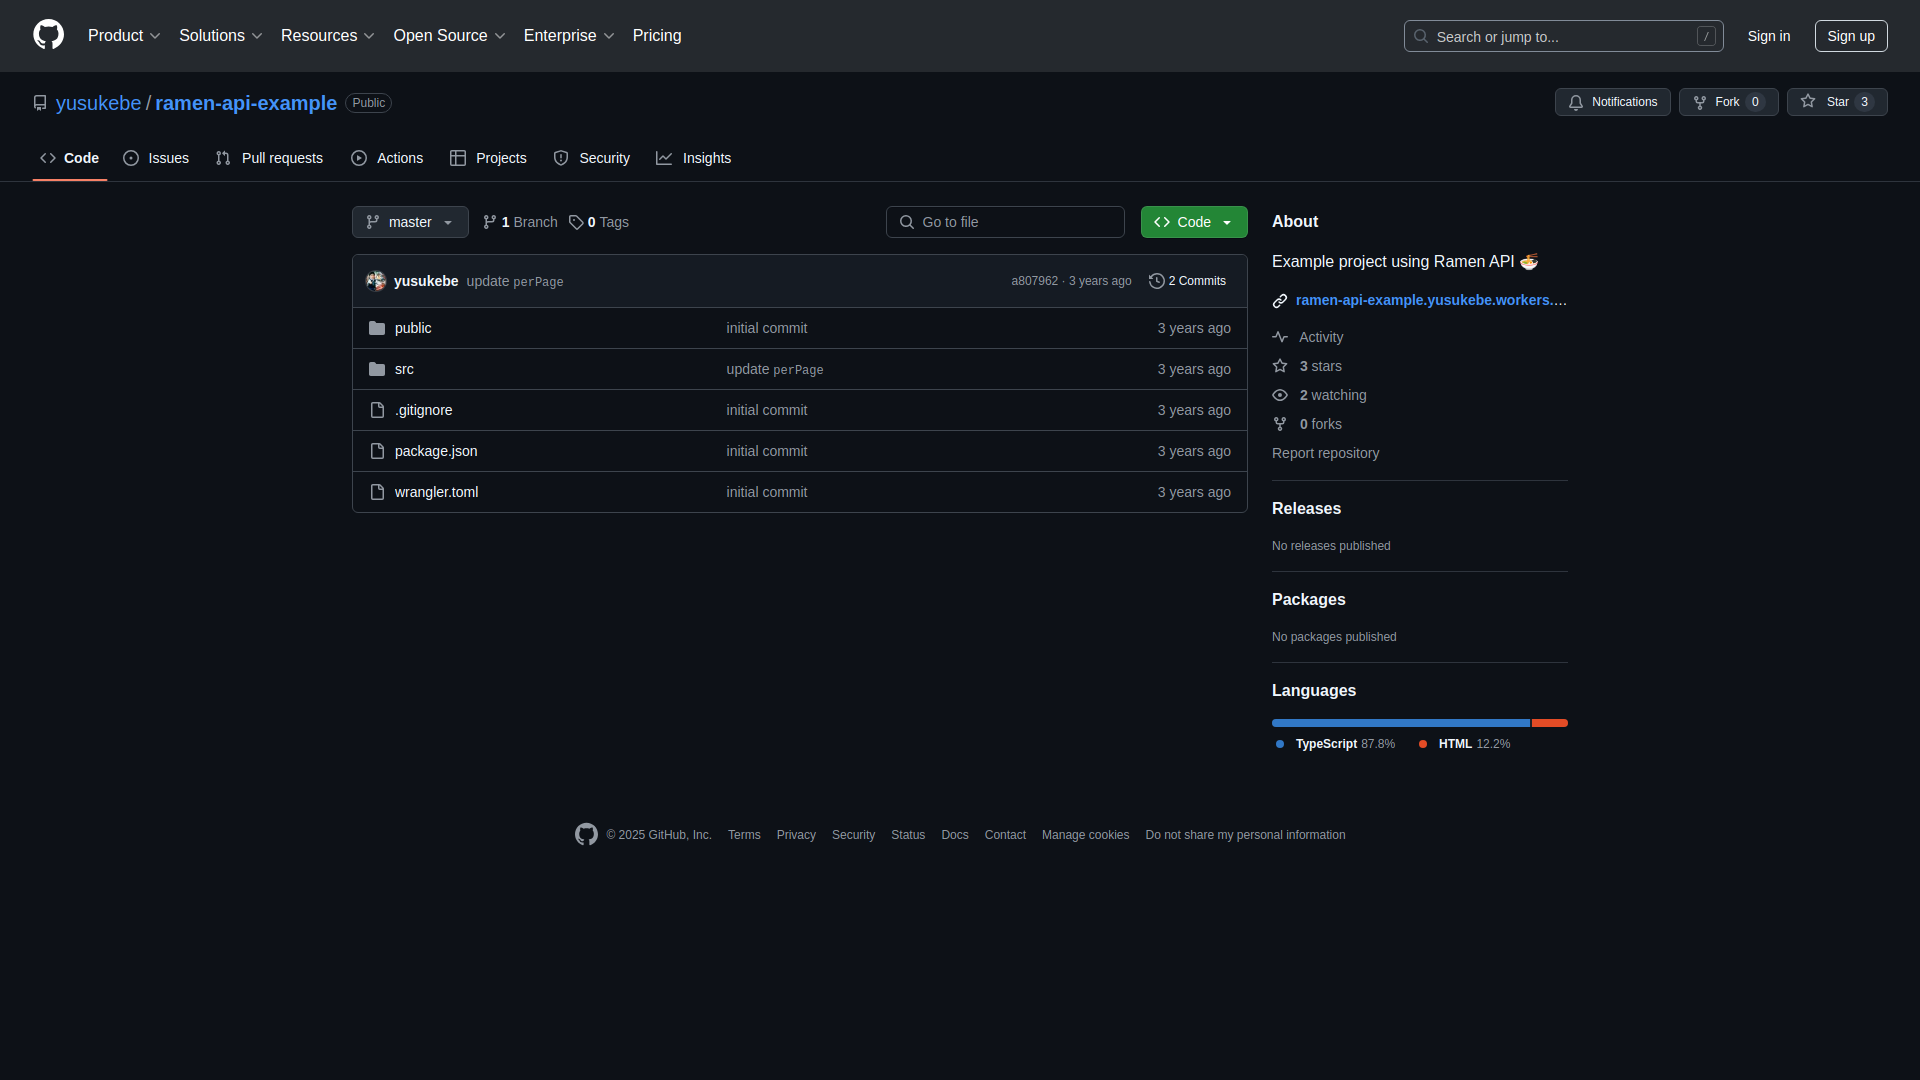 Product Solutions Resources Open Source Enterprise Pricing Search or jump to... / Sign in Sign up
yusukebe / ramen-api-example Public Notifications Fork 0 Star 3
Code Issues Pull requests Actions Projects Security Insights
master 1 Branch 0 Tags Go to file Code
yusukebe update perPage a807962 · 3 years ago 2 Commits
public initial commit 3 years ago
src update perPage 3 years ago
.gitignore initial commit 3 years ago
package.json initial commit 3 years ago
wrangler.toml initial commit 3 years ago
About
Example project using Ramen API 🍜
ramen-api-example.yusukebe.workers.…
Activity
3 stars
2 watching
0 forks
Report repository
Releases
No releases published
Packages
No packages published
Languages
TypeScript 87.8% HTML 12.2%
© 2025 GitHub, Inc. Terms Privacy Security Status Docs Contact Manage cookies Do not share my personal information